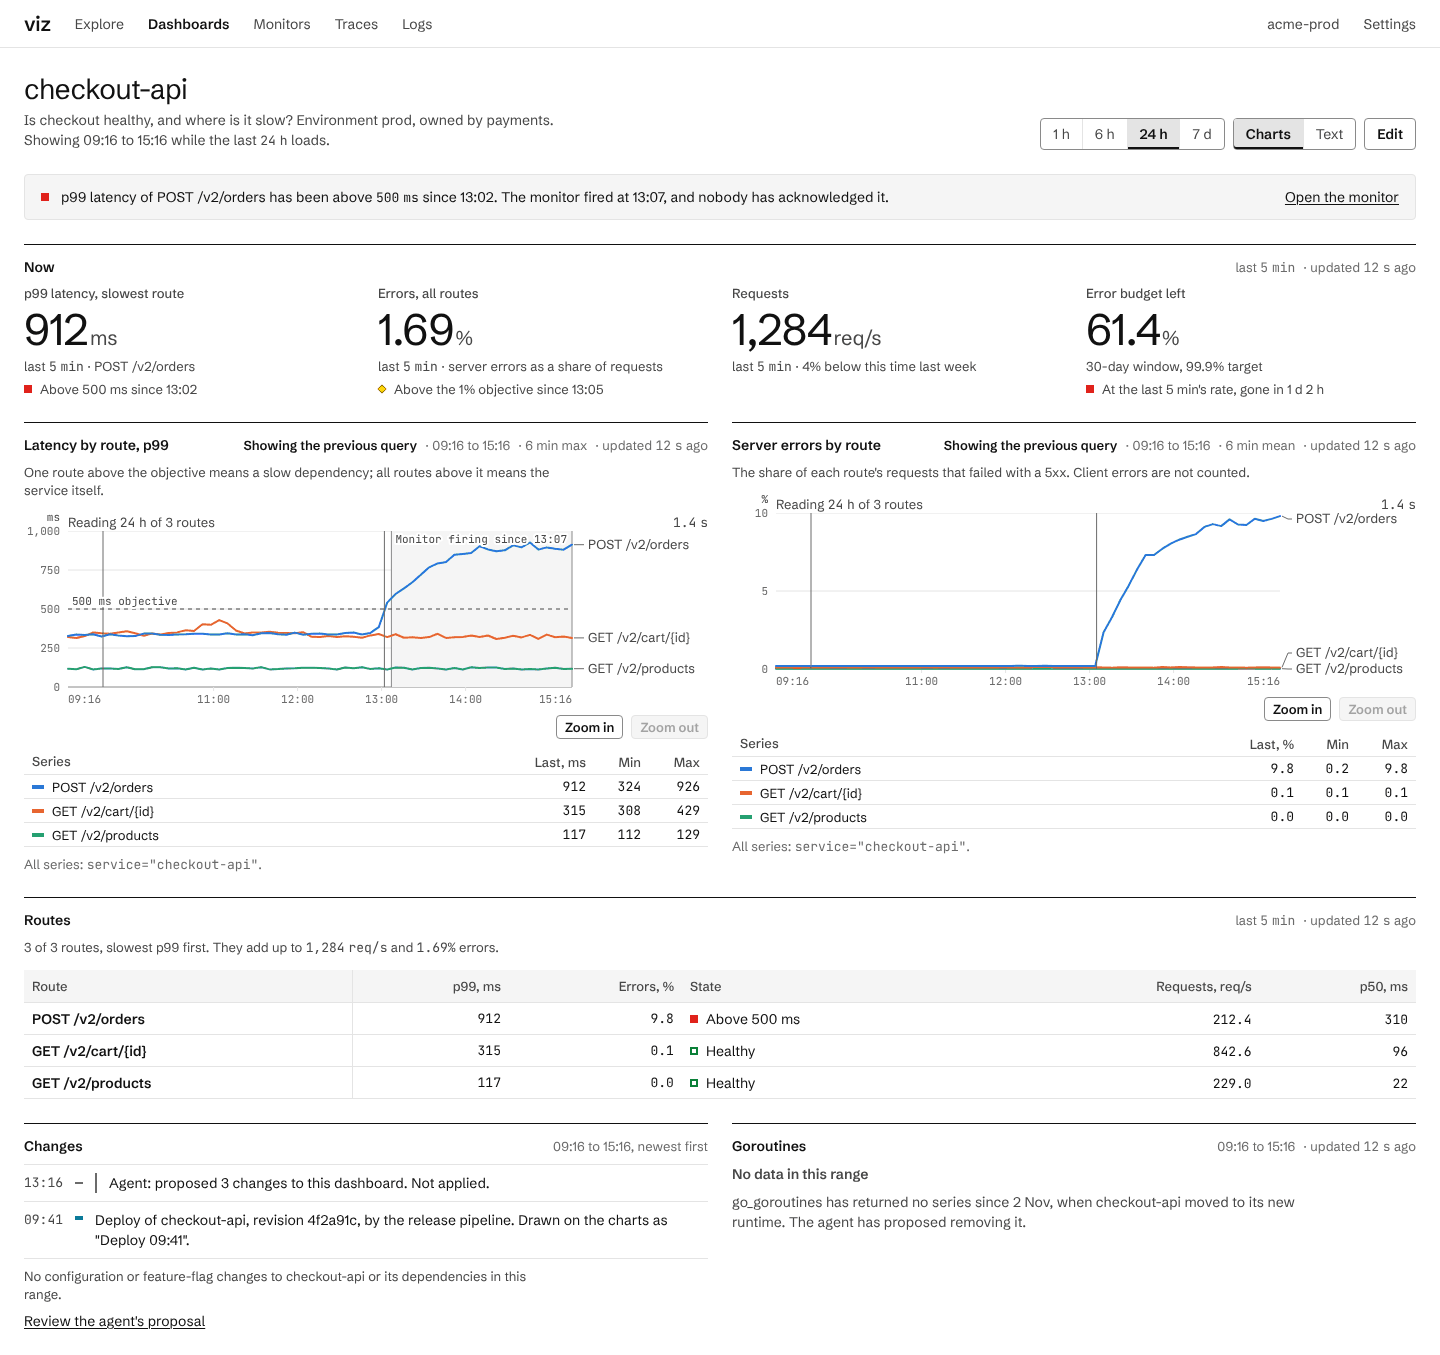 viz Explore Dashboards Monitors Traces Logs acme-prod Settings
checkout-api
Is checkout healthy, and where is it slow? Environment prod, owned by payments.
Showing 09:16 to 15:16 while the last 24 h loads.
1 h 6 h 24 h 7 d Charts Text Edit
p99 latency of POST /v2/orders has been above 500 ms since 13:02. The monitor fired at 13:07, and nobody has acknowledged it. Open the monitor
Now last 5 min · updated 12 s ago
p99 latency, slowest route
912ms
last 5 min · POST /v2/orders
Above 500 ms since 13:02
Errors, all routes
1.69%
last 5 min · server errors as a share of requests
Above the 1% objective since 13:05
Requests
1,284req/s
last 5 min · 4% below this time last week
Error budget left
61.4%
30-day window, 99.9% target
At the last 5 min's rate, gone in 1 d 2 h
Latency by route, p99 Showing the previous query · 09:16 to 15:16 · 6 min max · updated 12 s ago
One route above the objective means a slow dependency; all routes above it means the
service itself.
ms Reading 24 h of 3 routes 1.4 s
1,000
750
500
250
0
Monitor firing since 13:07
500 ms objective
POST /v2/orders
GET /v2/cart/{id}
GET /v2/products
09:16 11:00 12:00 13:00 14:00 15:16
Zoom in Zoom out
Series Last, ms Min Max
POST /v2/orders 912 324 926
GET /v2/cart/{id} 315 308 429
GET /v2/products 117 112 129
All series: service="checkout-api".
Server errors by route Showing the previous query · 09:16 to 15:16 · 6 min mean · updated 12 s ago
The share of each route's requests that failed with a 5xx. Client errors are not counted.
% Reading 24 h of 3 routes 1.4 s
10
5
0
POST /v2/orders
GET /v2/cart/{id}
GET /v2/products
09:16 11:00 12:00 13:00 14:00 15:16
Zoom in Zoom out
Series Last, % Min Max
POST /v2/orders 9.8 0.2 9.8
GET /v2/cart/{id} 0.1 0.1 0.1
GET /v2/products 0.0 0.0 0.0
All series: service="checkout-api".
Routes last 5 min · updated 12 s ago
3 of 3 routes, slowest p99 first. They add up to 1,284 req/s and 1.69% errors.
Route p99, ms Errors, % State Requests, req/s p50, ms
POST /v2/orders 912 9.8 Above 500 ms 212.4 310
GET /v2/cart/{id} 315 0.1 Healthy 842.6 96
GET /v2/products 117 0.0 Healthy 229.0 22
Changes 09:16 to 15:16, newest first
13:16 Agent: proposed 3 changes to this dashboard. Not applied.
09:41 Deploy of checkout-api, revision 4f2a91c, by the release pipeline. Drawn on the charts as
"Deploy 09:41".
No configuration or feature-flag changes to checkout-api or its dependencies in this
range.
Review the agent's proposal
Goroutines 09:16 to 15:16 · updated 12 s ago
No data in this range
go_goroutines has returned no series since 2 Nov, when checkout-api moved to its new
runtime. The agent has proposed removing it.